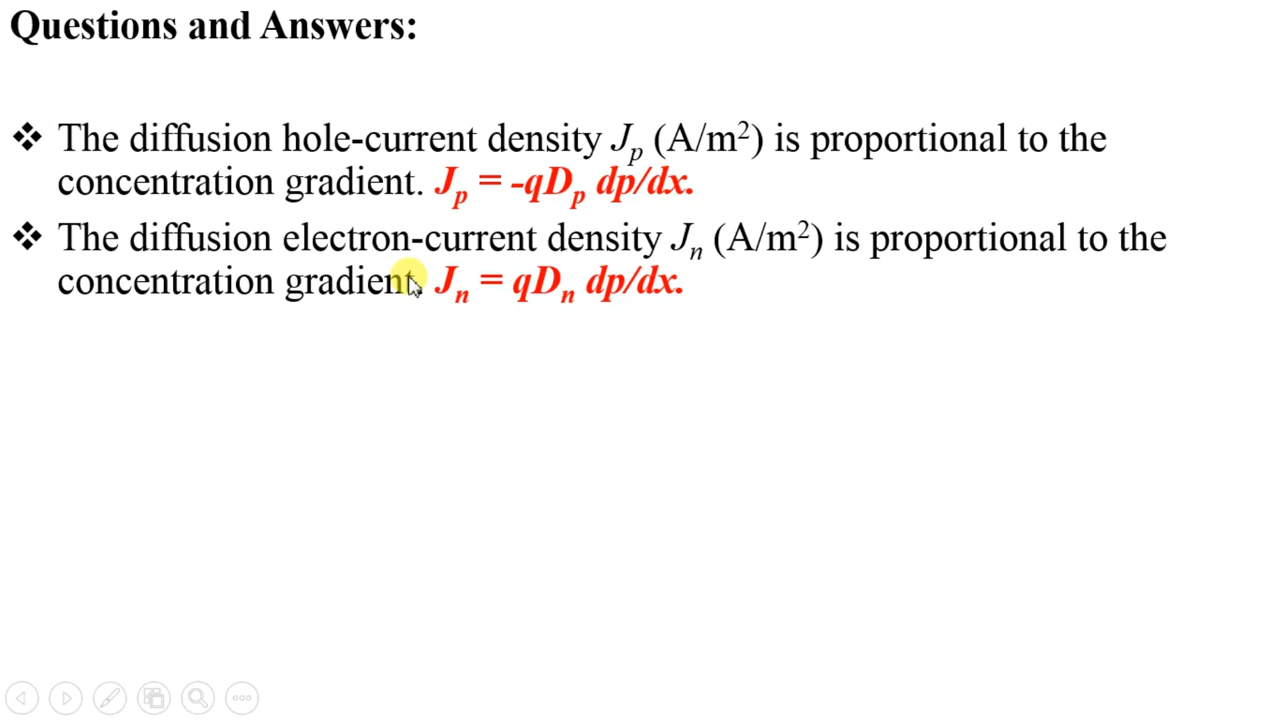 Questions and Answers:
❖ The diffusion hole-current density Jp (A/m²) is proportional to the
concentration gradient. Jp = -qDp dp/dx.
❖ The diffusion electron-current density Jn (A/m²) is proportional to the
concentration gradient. Jn = qDn dp/dx.